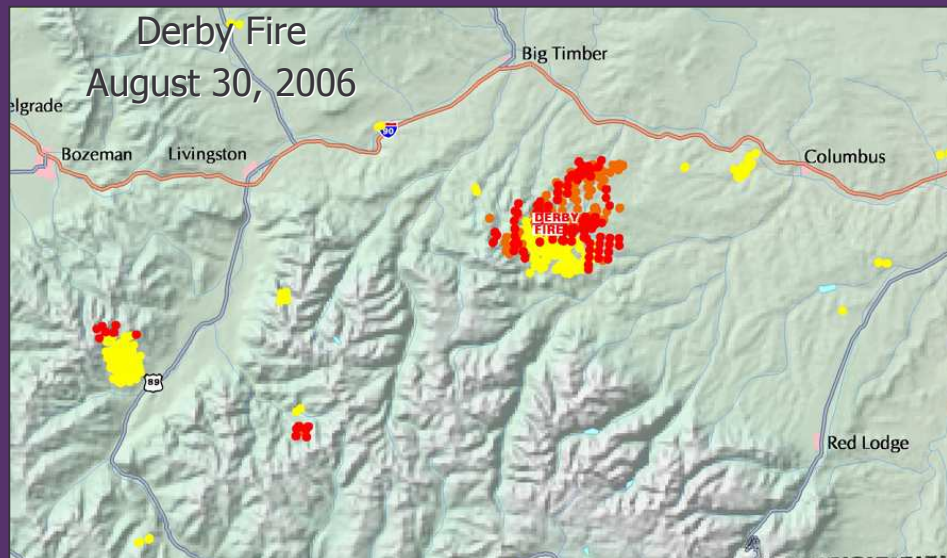 Derby Fire
August 30, 2006
Big Timber
elgrade
90
Bozeman
Livingston
Columbus
DERBY
FIRE
89
Red Lodge